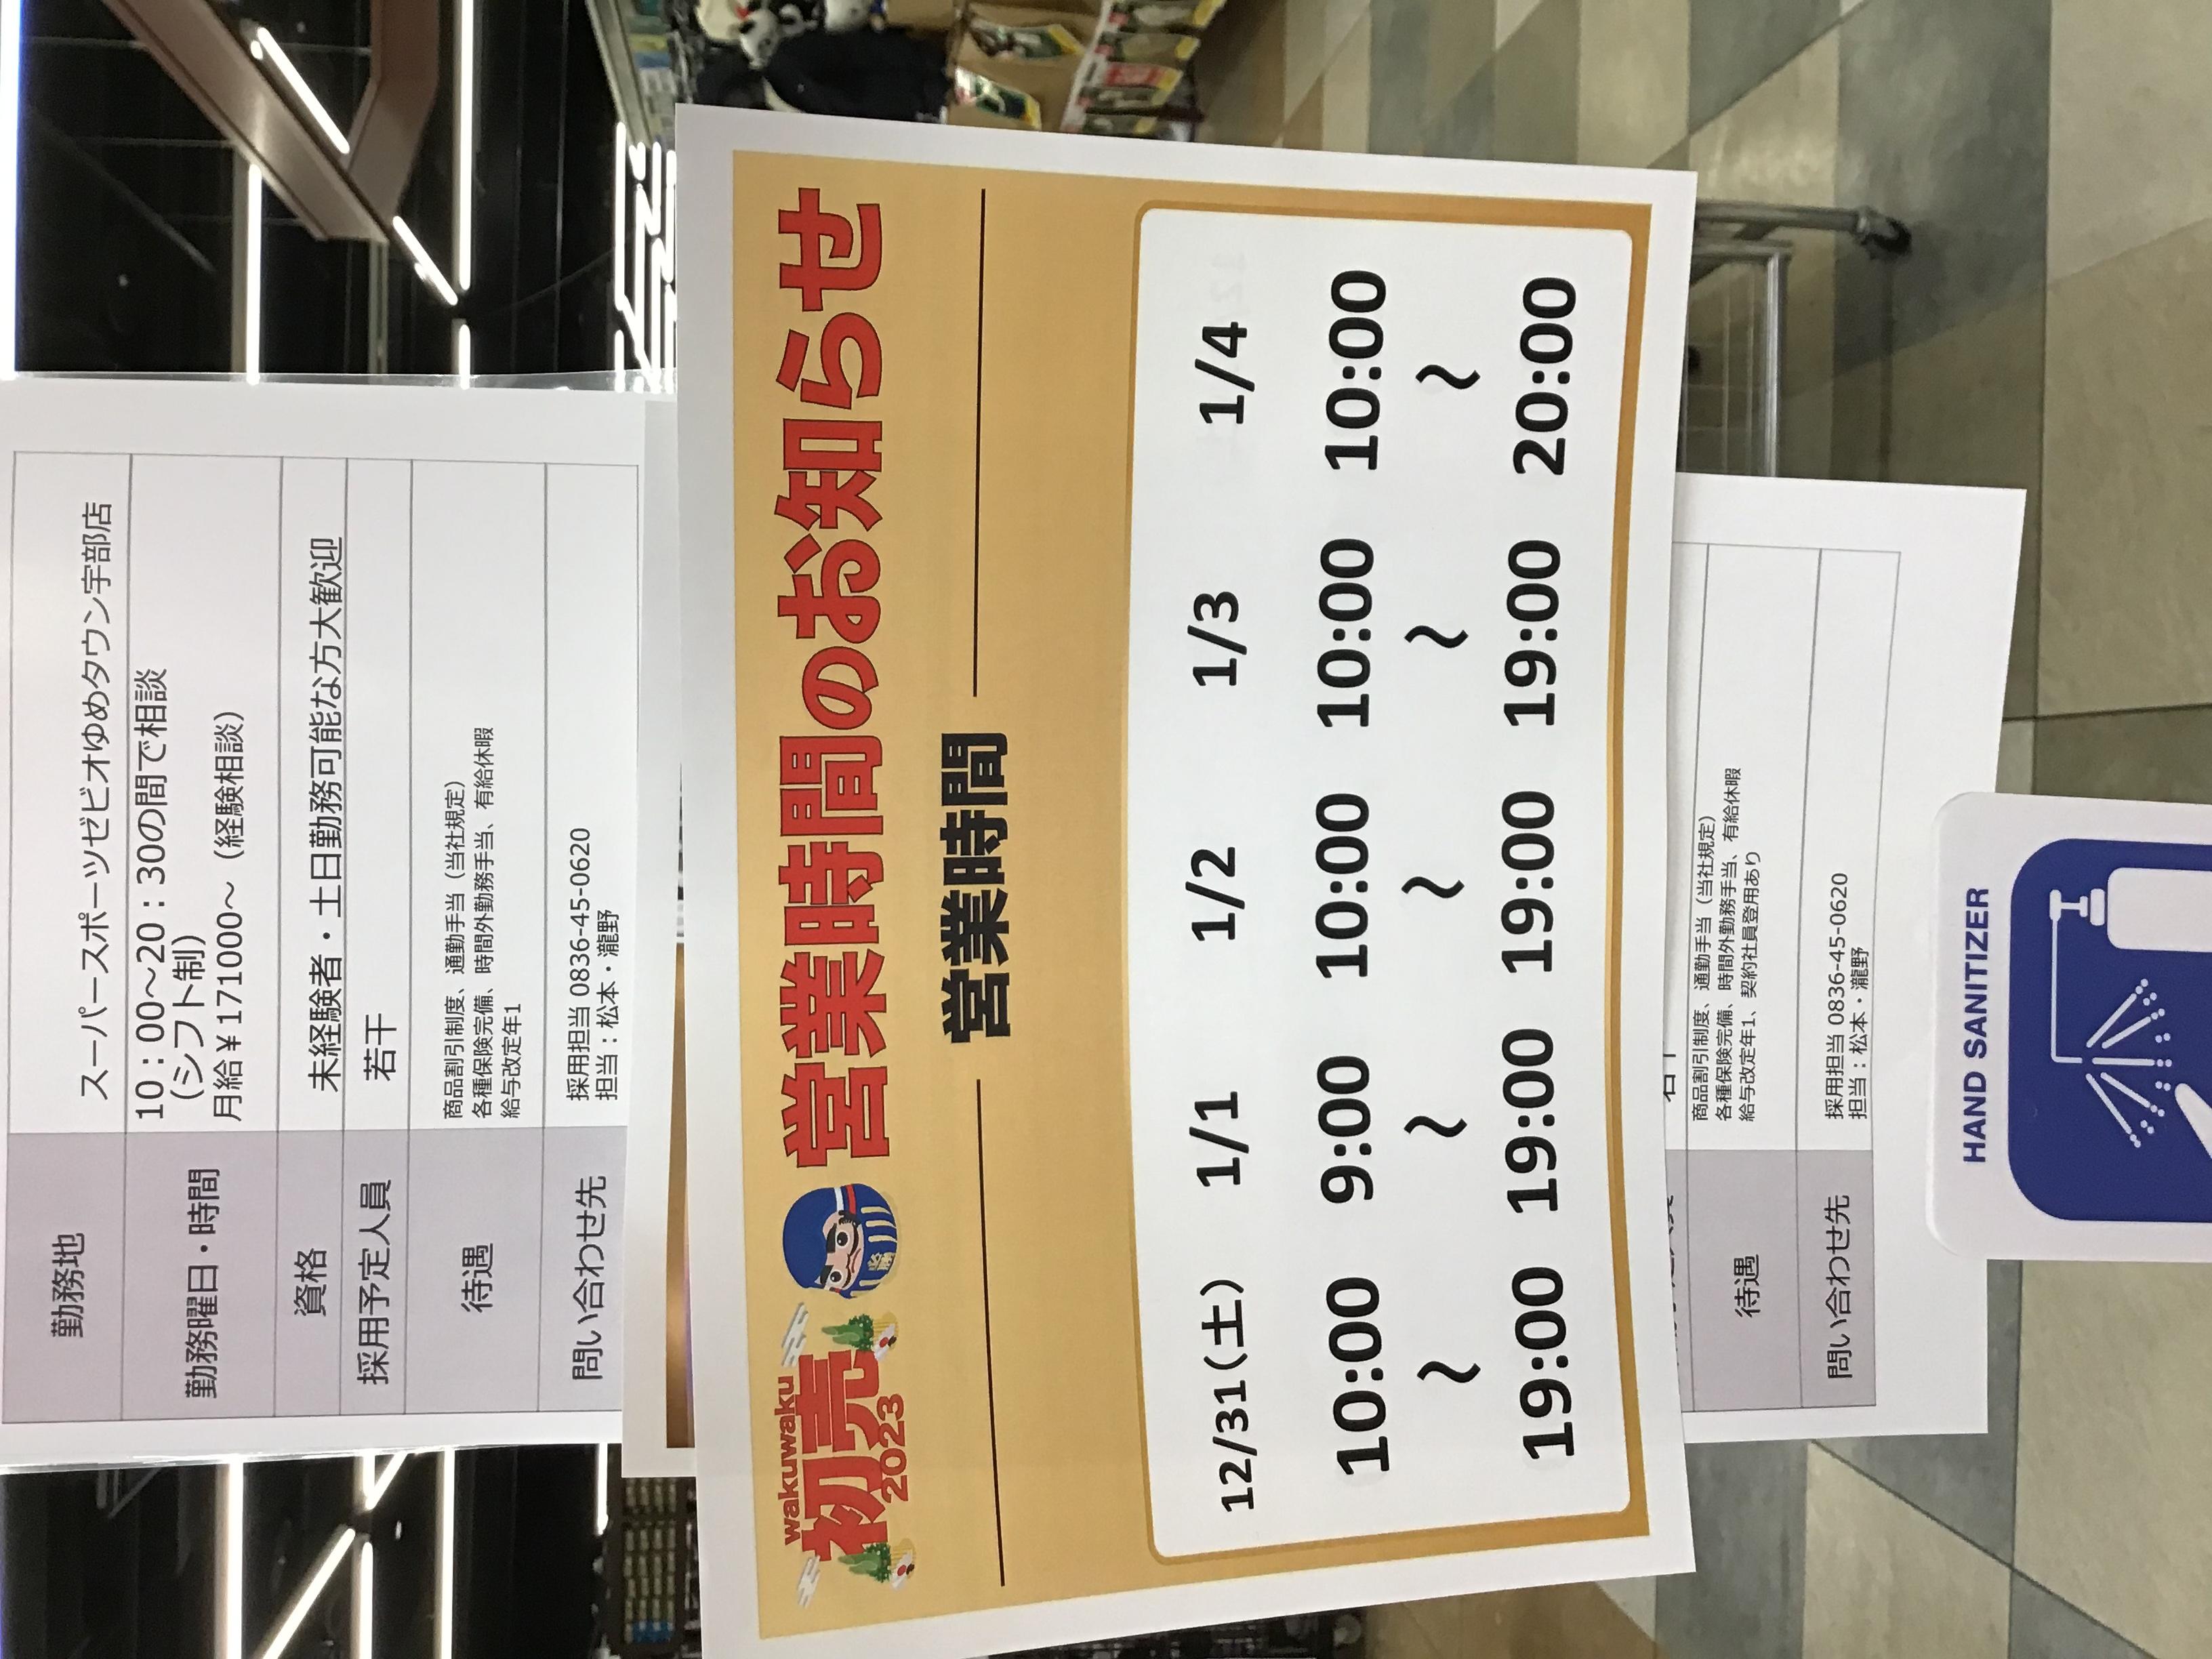 勤務地 スーパースポーツゼビオゆめタウン宇部店
勤務曜日・時間 10：00～20：30の間で相談
（シフト制）
月給￥171000～（経験相談）
資格 未経験者・土日勤務可能な方大歓迎
採用予定人員 若干
待遇 商品割引制度、通勤手当（当社規定）
各種保険完備、時間外勤務手当、有給休暇
給与改定年1
問い合わせ先 採用担当 0836-45-0620
担当：松本・瀧野
wakuwaku
初売
2023
営業時間のお知らせ
営業時間
12/31(土) 1/1 1/2 1/3 1/4
10:00 9:00 10:00 10:00 10:00
～ ～ ～ ～ ～
19:00 19:00 19:00 19:00 20:00
待遇 商品割引制度、通勤手当（当社規定）
各種保険完備、時間外勤務手当、有給休暇
給与改定年1、契約社員登用あり
問い合わせ先 採用担当 0836-45-0620
担当：松本・瀧野
HAND SANITIZER